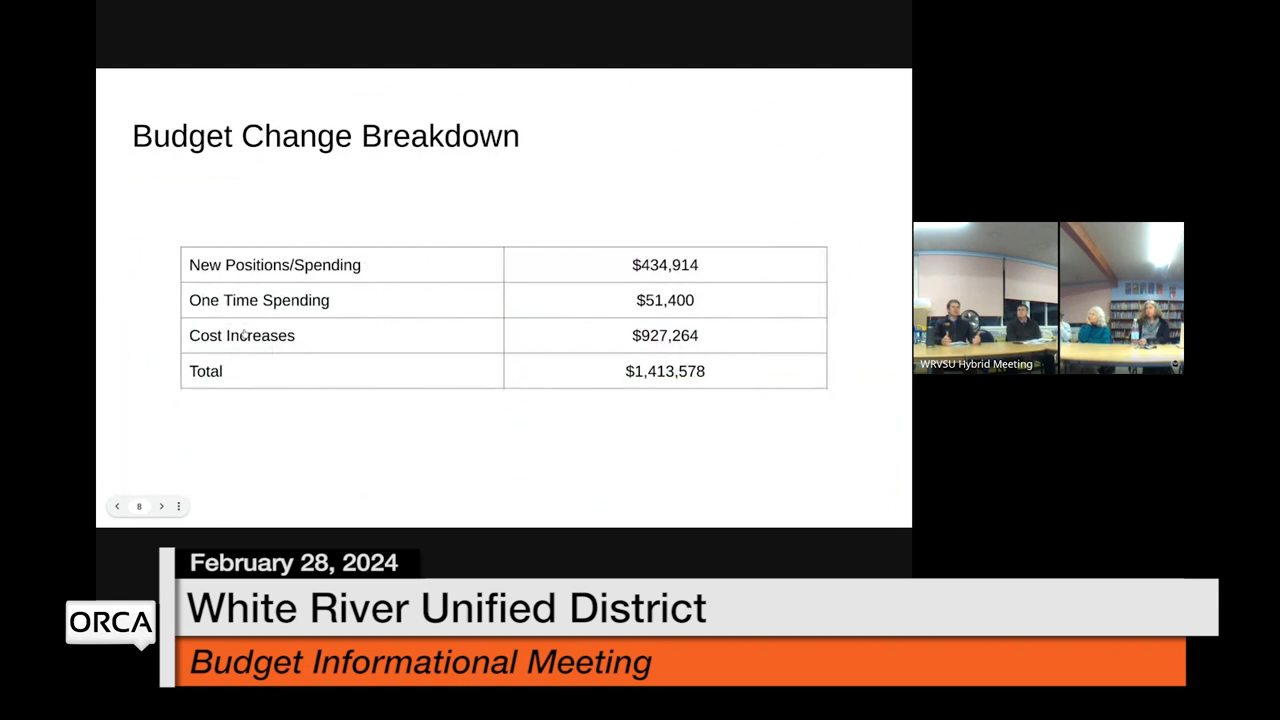 Budget Change Breakdown
New Positions/Spending $434,914
One Time Spending $51,400
Cost Increases $927,264
Total $1,413,578
8
WRVSU Hybrid Meeting
February 28, 2024
ORCA
White River Unified District
Budget Informational Meeting